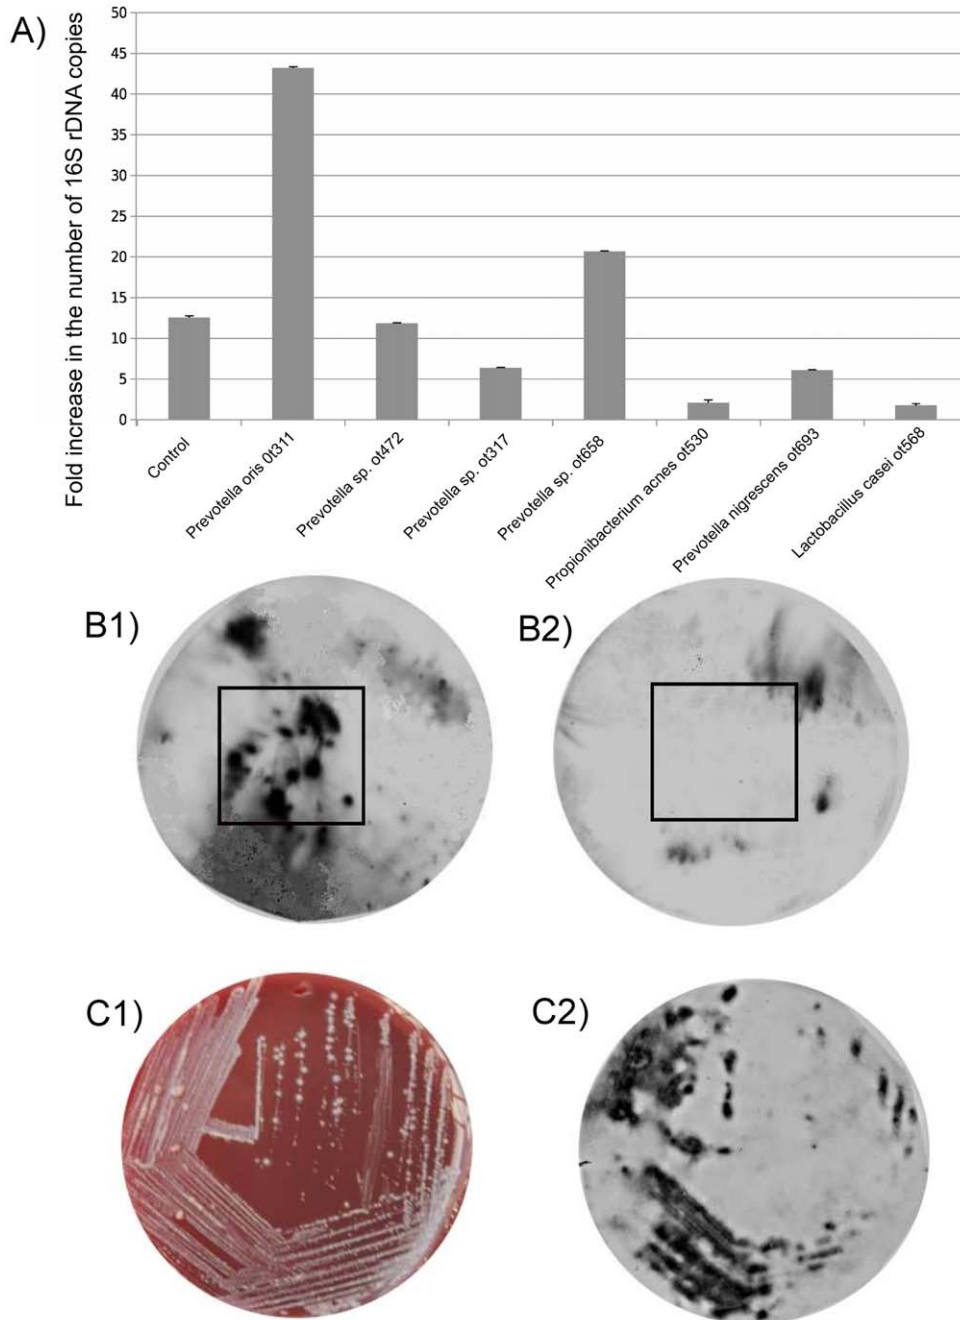 A)
Fold increase in the number of 16S rDNA copies
50
45
40
35
30
25
20
15
10
5
0
Control
Prevotella oris 0t311
Prevotella sp. ot472
Prevotella sp. ot317
Prevotella sp. ot658
Propionibacterium acnes ot530
Prevotella nigrescens ot693
Lactobacillus casei ot568
B1)
B2)
C1)
C2)